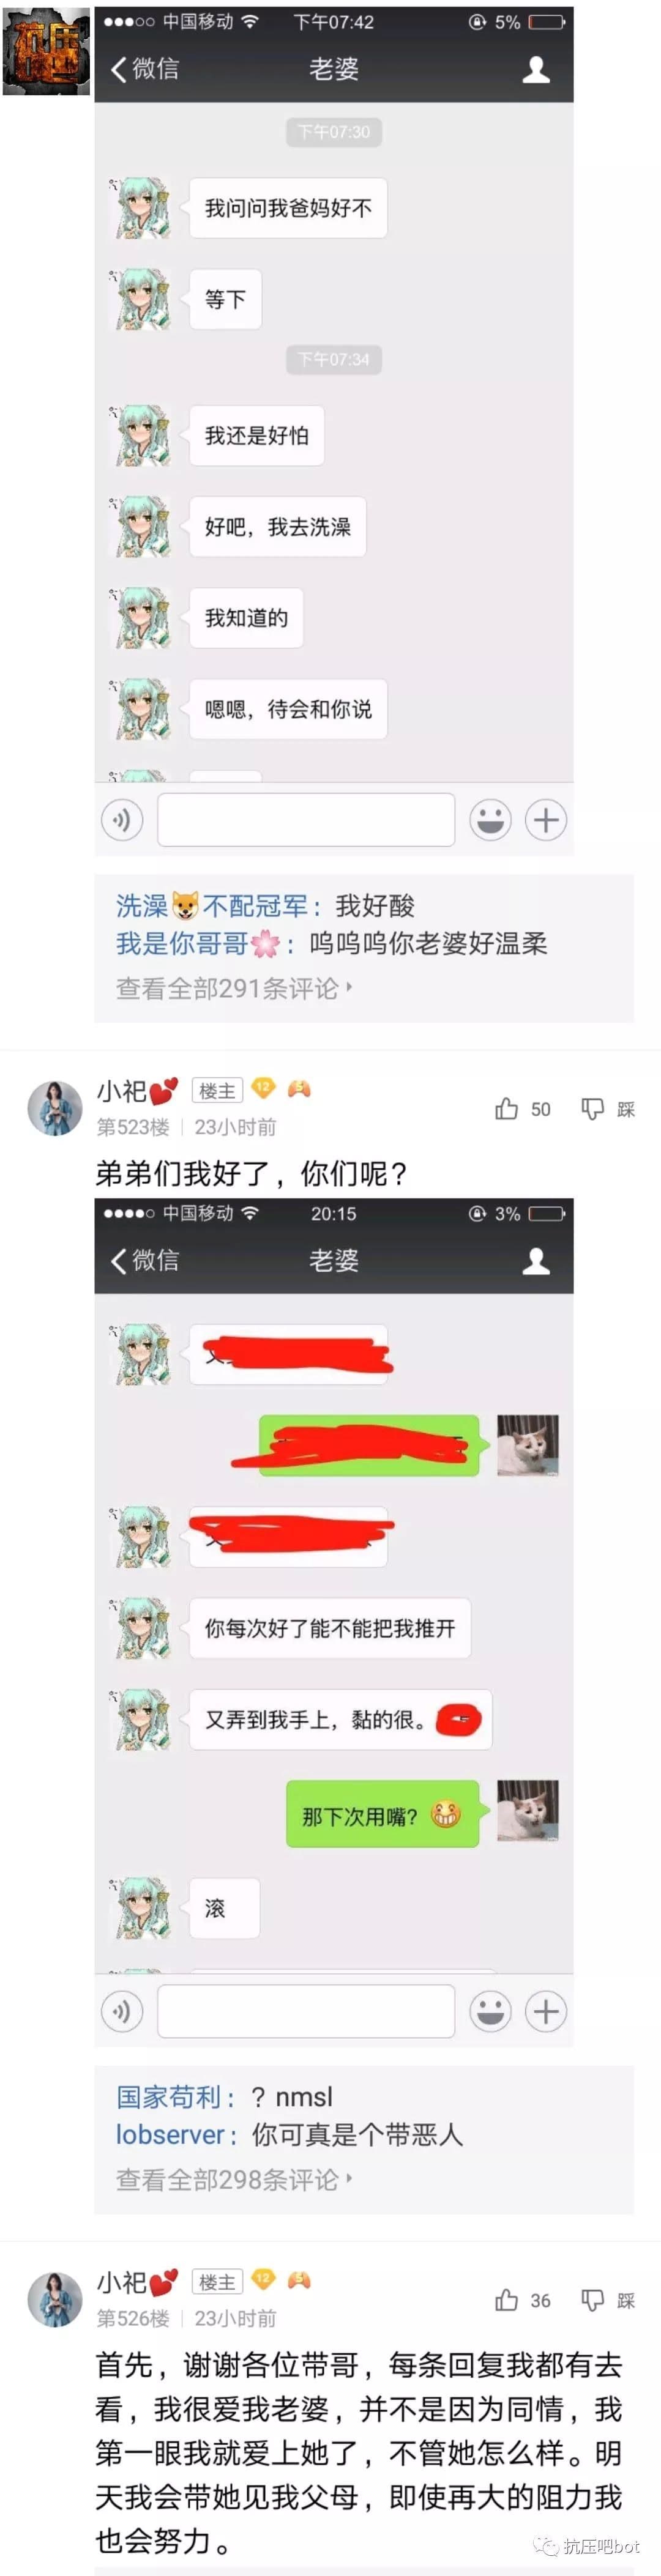 抗压吧
中国移动 下午07:42 5%
微信 老婆
下午07:30
我问问我爸妈好不
等下
下午07:34
我还是好怕
好吧，我去洗澡
我知道的
嗯嗯，待会和你说
洗澡🐶不配冠军：我好酸
我是你哥哥🌸：呜呜呜你老婆好温柔
查看全部291条评论
小祀💕 楼主 12 5
第523楼 23小时前 50 踩
弟弟们我好了，你们呢？
中国移动 20:15 3%
微信 老婆
你每次好了能不能把我推开
又弄到我手上，黏的很。
那下次用嘴？😁
滚
国家苟利：？nmsl
lobserver：你可真是个带恶人
查看全部298条评论
小祀💕 楼主 12 5
第526楼 23小时前 36 踩
首先，谢谢各位带哥，每条回复我都有去
看，我很爱我老婆，并不是因为同情，我
第一眼我就爱上她了，不管她怎么样。明
天我会带她见我父母，即使再大的阻力我
也会努力。
抗压吧bot